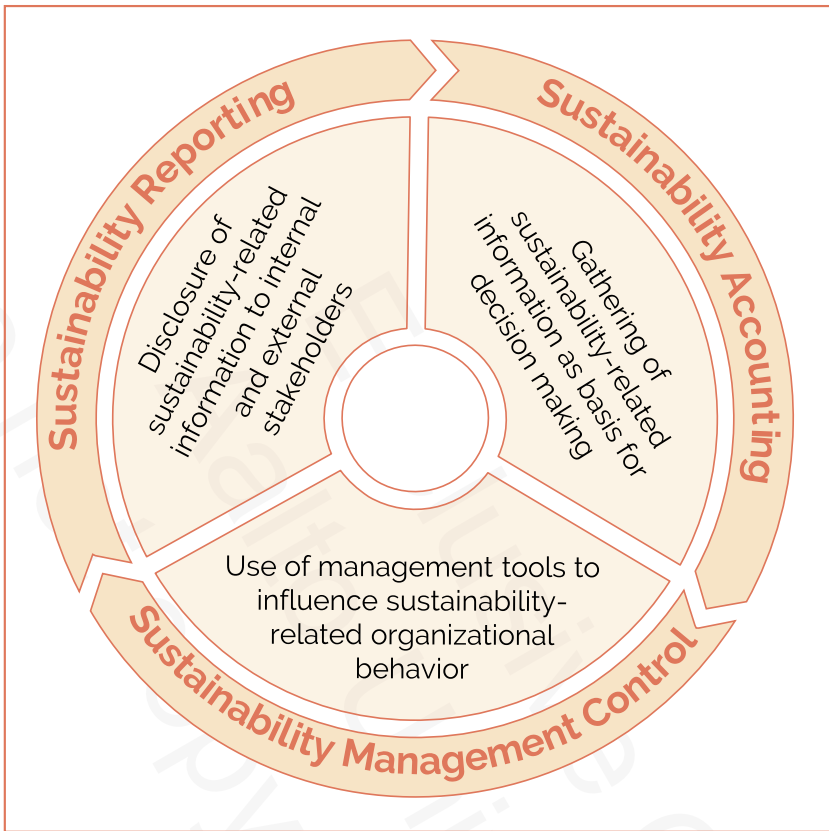 Sustainability Reporting
Disclosure of
sustainability-related
information to internal
and external
stakeholders
Sustainability Accounting
Gathering of
sustainability-related
information as basis for
decision making
Use of management tools to
influence sustainability-
related organizational
behavior
Sustainability Management Control